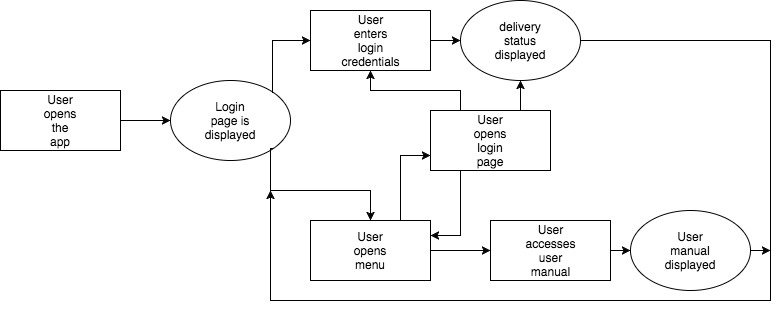 User
opens
the
app
Login
page is
displayed
User
enters
login
credentials
delivery
status
displayed
User
opens
login
page
User
opens
menu
User
accesses
user
manual
User
manual
displayed